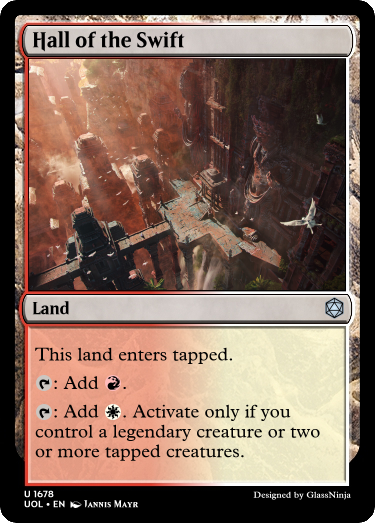 Hall of the Swift
Land
This land enters tapped.
: Add .
: Add . Activate only if you
control a legendary creature or two
or more tapped creatures.
U 1678
UOL • EN Jannis Mayr
Designed by GlassNinja